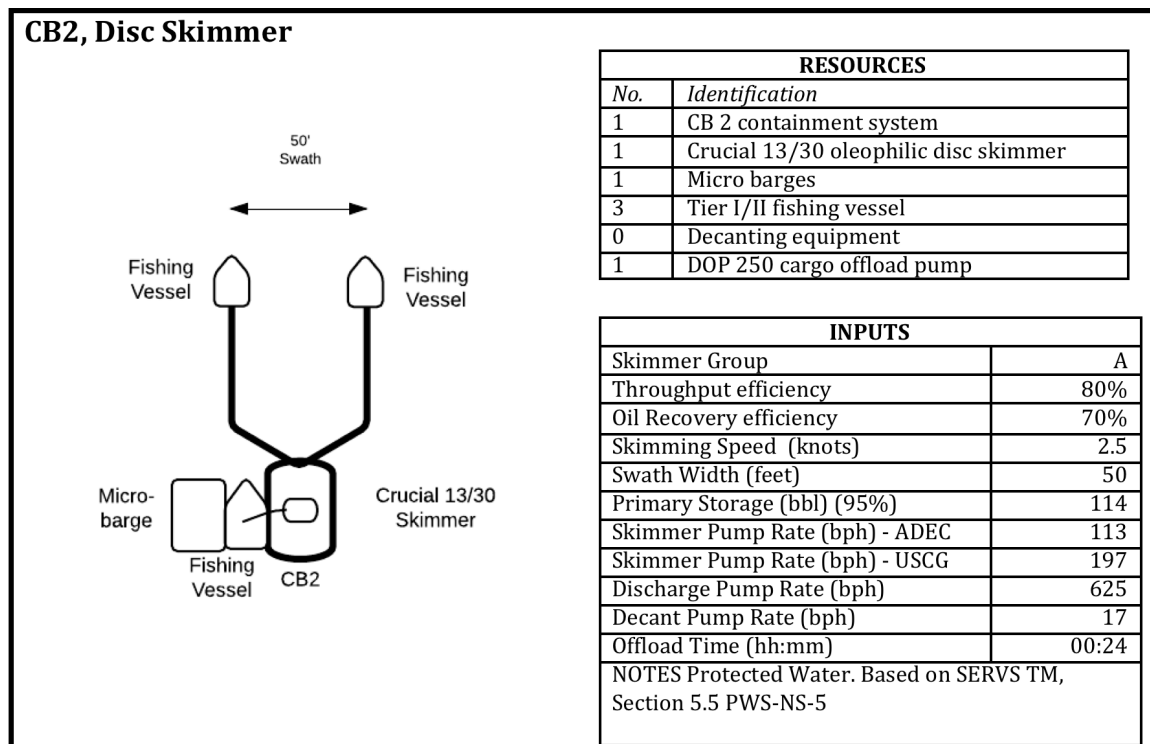 CB2, Disc Skimmer
50'
Swath
Fishing
Vessel
Fishing
Vessel
Micro-
barge
Fishing
Vessel
CB2
Crucial 13/30
Skimmer
RESOURCES
No. Identification
1 CB 2 containment system
1 Crucial 13/30 oleophilic disc skimmer
1 Micro barges
3 Tier I/II fishing vessel
0 Decanting equipment
1 DOP 250 cargo offload pump
INPUTS
Skimmer Group A
Throughput efficiency 80%
Oil Recovery efficiency 70%
Skimming Speed (knots) 2.5
Swath Width (feet) 50
Primary Storage (bbl) (95%) 114
Skimmer Pump Rate (bph) - ADEC 113
Skimmer Pump Rate (bph) - USCG 197
Discharge Pump Rate (bph) 625
Decant Pump Rate (bph) 17
Offload Time (hh:mm) 00:24
NOTES Protected Water. Based on SERVS TM,
Section 5.5 PWS-NS-5